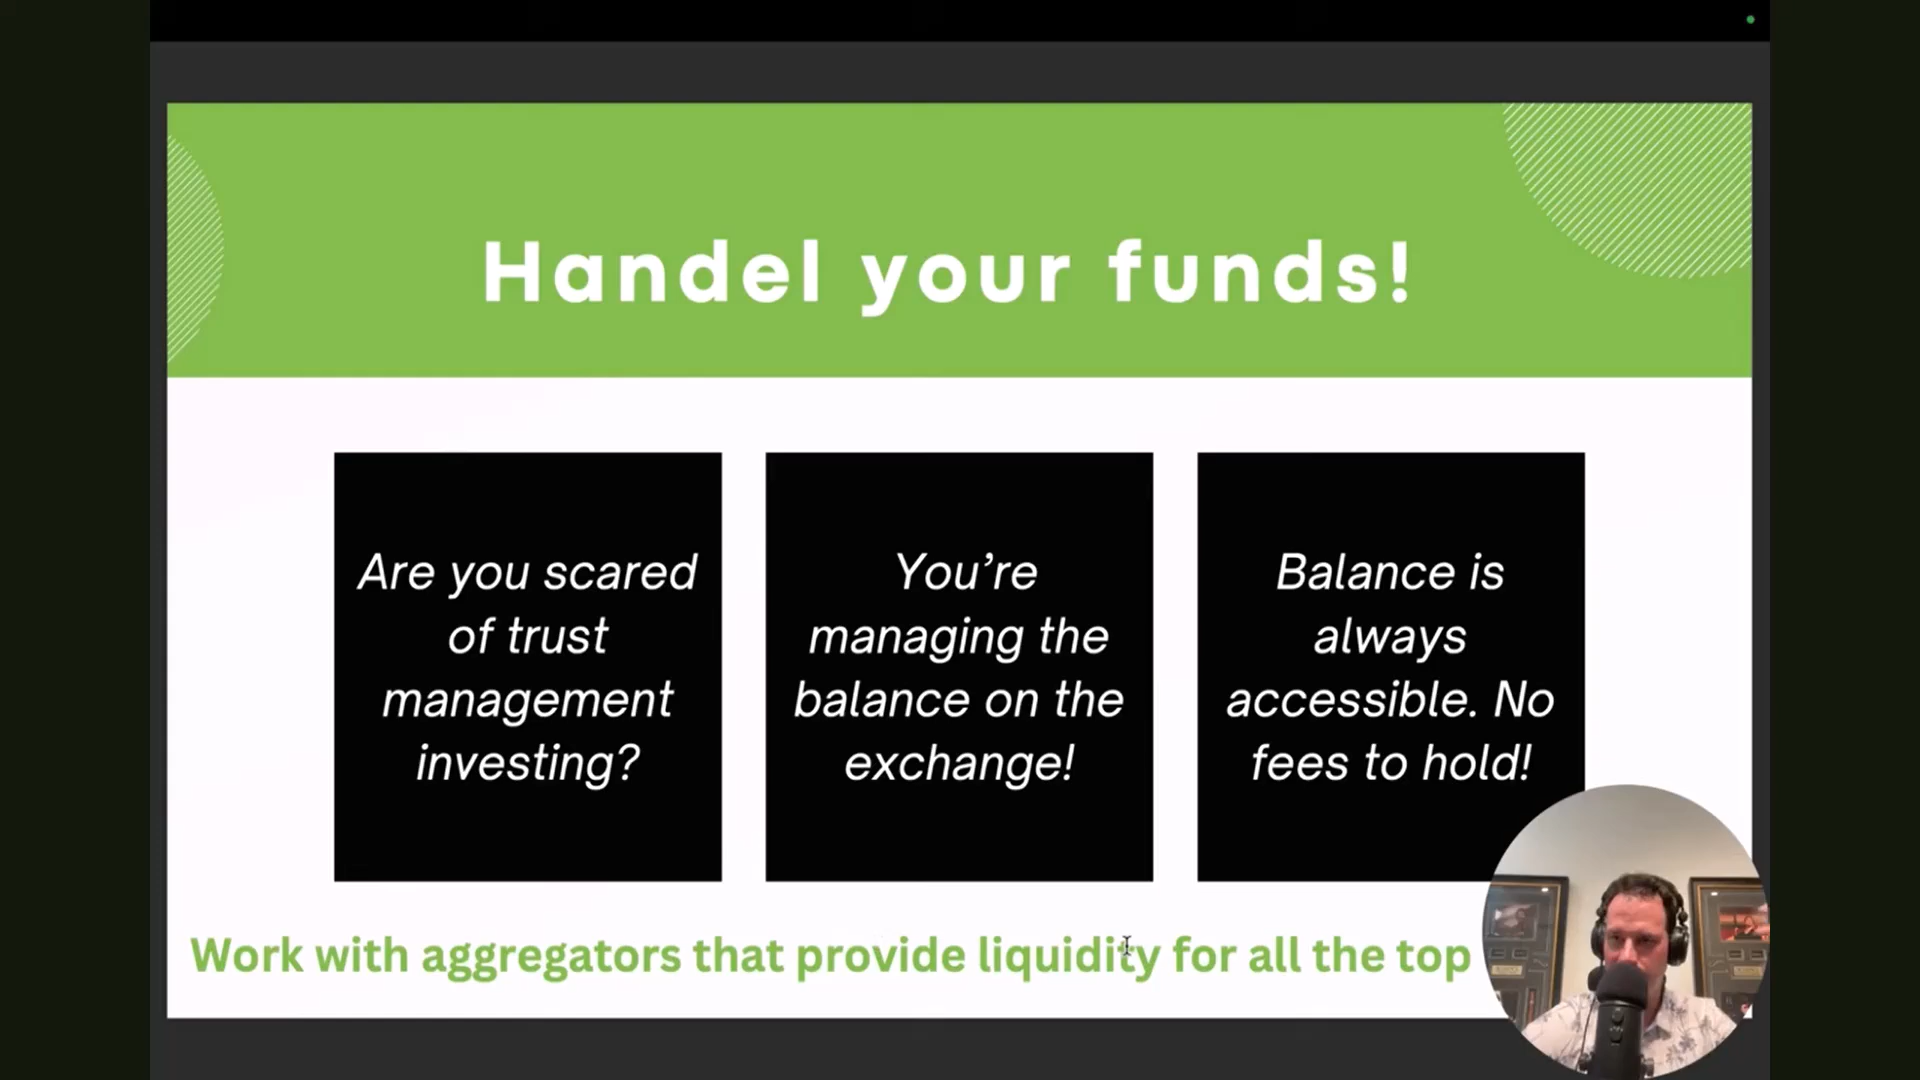 Handel your funds!
Are you scared
of trust
management
investing?
You’re
managing the
balance on the
exchange!
Balance is
always
accessible. No
fees to hold!
Work with aggregators that provide liquidity for all the top